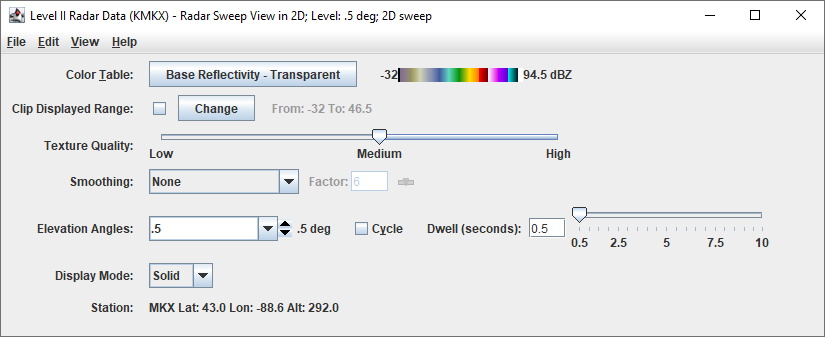 Level II Radar Data (KMKX) - Radar Sweep View in 2D; Level: .5 deg; 2D sweep
File Edit View Help
Color Table: Base Reflectivity - Transparent -32 94.5 dBZ
Clip Displayed Range: Change From: -32 To: 46.5
Texture Quality:
Low Medium High
Smoothing: None Factor: 6
Elevation Angles: .5 .5 deg Cycle Dwell (seconds): 0.5
0.5 2.5 5 7.5 10
Display Mode: Solid
Station: MKX Lat: 43.0 Lon: -88.6 Alt: 292.0